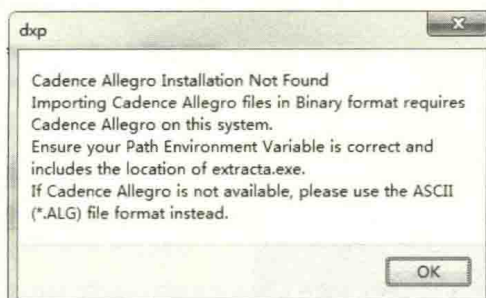 dxp
Cadence Allegro Installation Not Found
Importing Cadence Allegro files in Binary format requires
Cadence Allegro on this system.
Ensure your Path Environment Variable is correct and
includes the location of extracta.exe.
If Cadence Allegro is not available, please use the ASCII
(*.ALG) file format instead.
OK